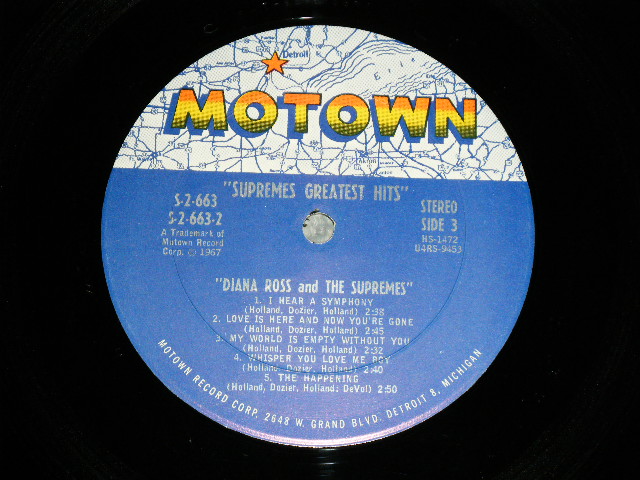 Detroit
ERIE
Akron
MOTOWN
"SUPREMES GREATEST HITS"
S-2-663
S-2-663-2
A Trademark of
Motown Record
Corp. © 1967
STEREO
SIDE 3
HS-1472
U4RS-9453
"DIANA ROSS and THE SUPREMES"
1. I HEAR A SYMPHONY
(Holland, Dozier, Holland) 2:38
2. LOVE IS HERE AND NOW YOU'RE GONE
(Holland, Dozier, Holland) 2:45
3. MY WORLD IS EMPTY WITHOUT YOU
(Holland, Dozier, Holland) 2:32
4. WHISPER YOU LOVE ME BOY
(Holland, Dozier, Holland) 2:40
5. THE HAPPENING
(Holland, Dozier, Holland; DeVol) 2:50
MOTOWN RECORD CORP. 2648 W. GRAND BLVD. DETROIT 8, MICHIGAN